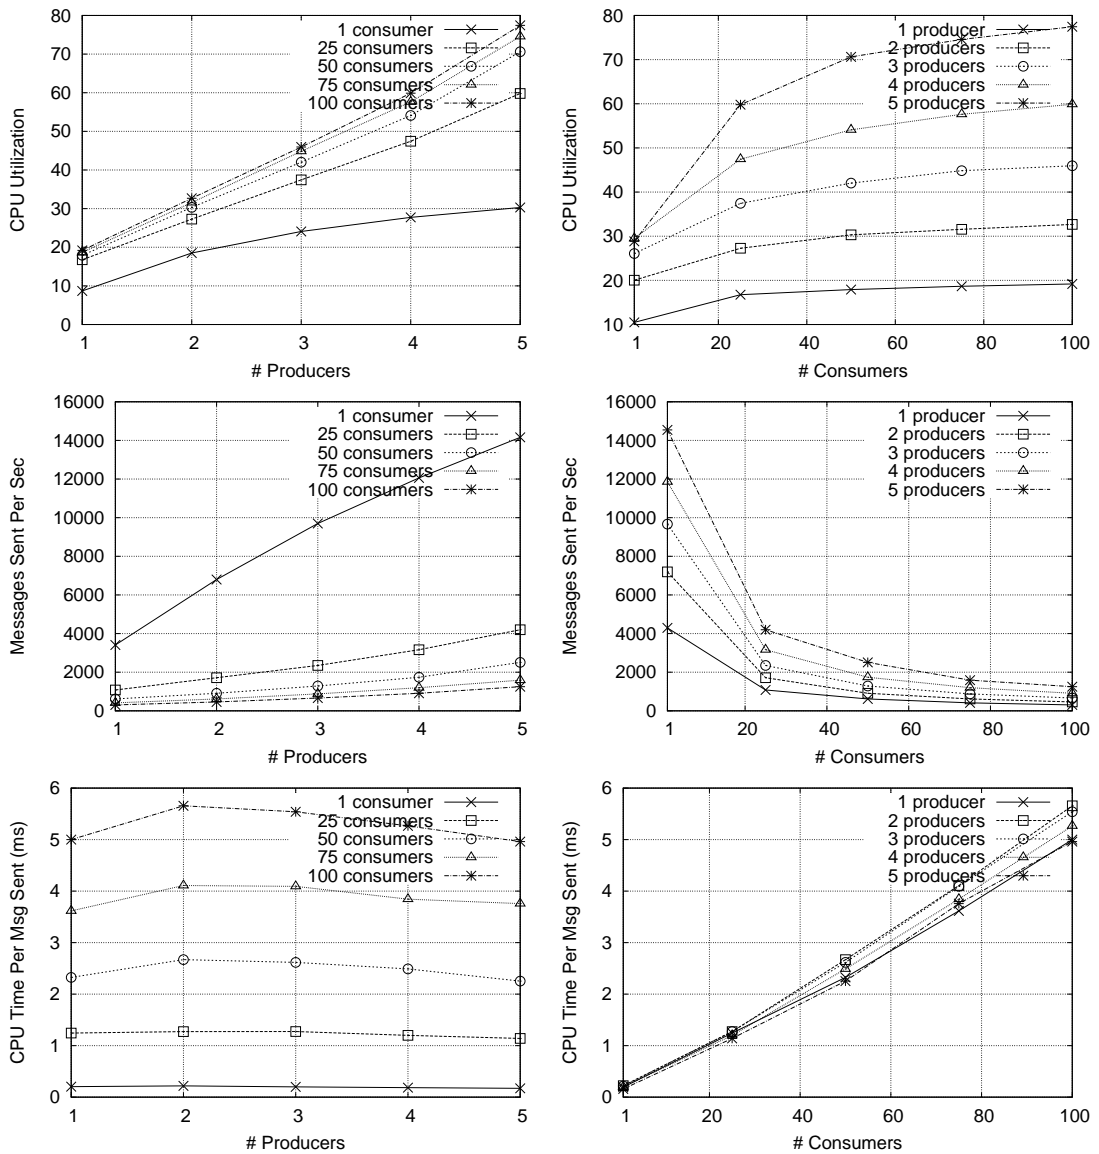 CPU Utilization
80
70
60
50
40
30
20
10
0
1 consumer
25 consumers
50 consumers
75 consumers
100 consumers
1 2 3 4 5
# Producers
CPU Utilization
80
70
60
50
40
30
20
10
1 producer
2 producers
3 producers
4 producers
5 producers
1 20 40 60 80 100
# Consumers
Messages Sent Per Sec
16000
14000
12000
10000
8000
6000
4000
2000
0
1 consumer
25 consumers
50 consumers
75 consumers
100 consumers
1 2 3 4 5
# Producers
Messages Sent Per Sec
16000
14000
12000
10000
8000
6000
4000
2000
0
1 producer
2 producers
3 producers
4 producers
5 producers
1 20 40 60 80 100
# Consumers
CPU Time Per Msg Sent (ms)
6
5
4
3
2
1
0
1 consumer
25 consumers
50 consumers
75 consumers
100 consumers
1 2 3 4 5
# Producers
CPU Time Per Msg Sent (ms)
6
5
4
3
2
1
0
1 producer
2 producers
3 producers
4 producers
5 producers
1 20 40 60 80 100
# Consumers